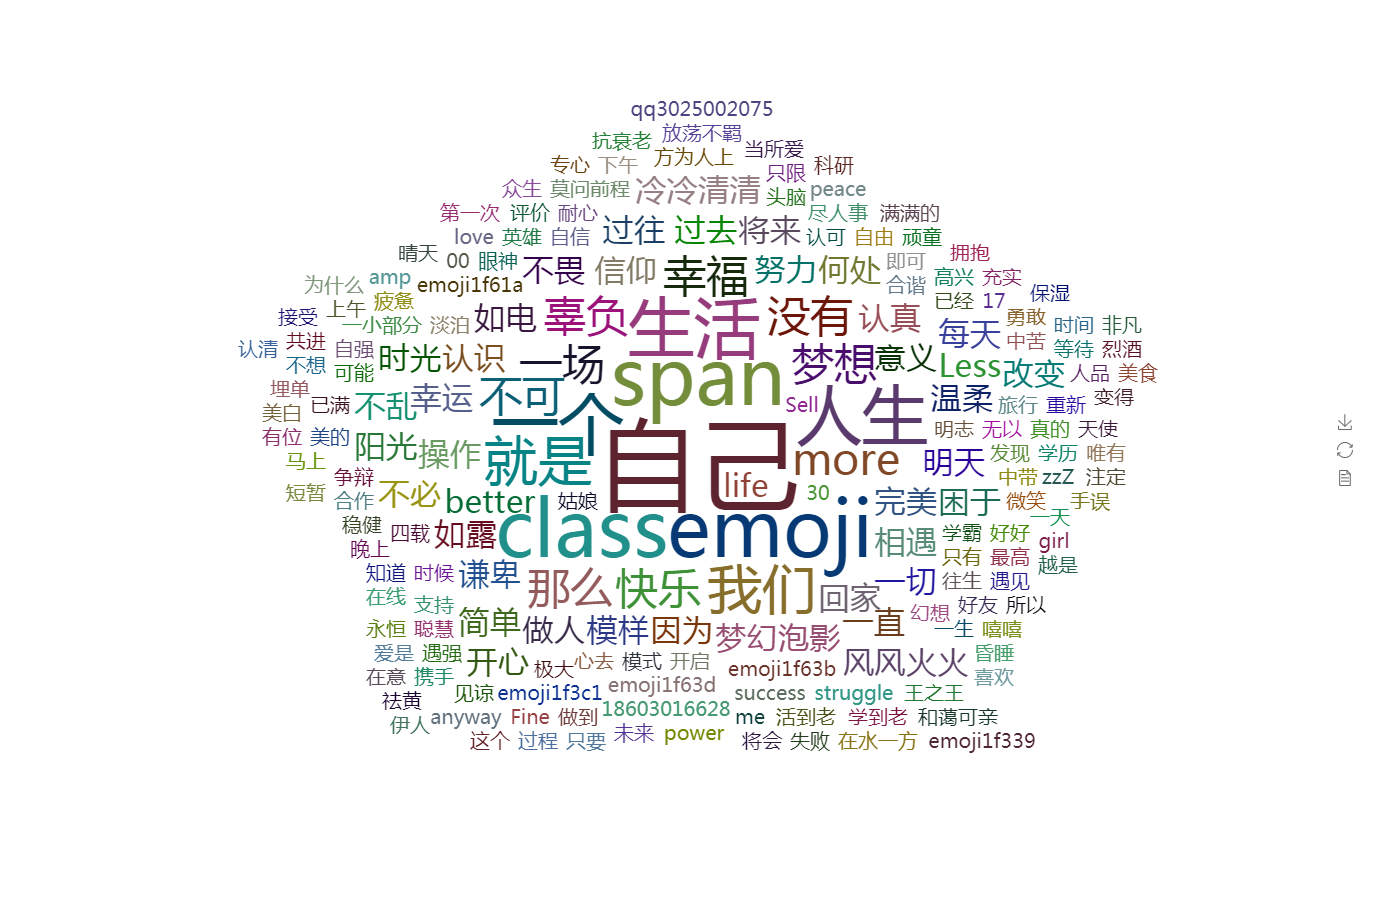 qq3025002075
抗衰老 放荡不羁
专心 下午 方为人上 当所爱
众生 莫问前程 冷冷清清 只限 科研
头脑 peace
第一次 评价 耐心 过往 过去 将来 尽人事 满满的
love 英雄 自信 认可 自由 顽童
晴天 00 眼神 不畏 信仰 幸福 努力 何处 即可 拥抱
为什么 amp emoji1f61a 合谐 高兴 充实
上午 疲惫 已经 17 保湿
接受 一小部分 淡泊 如电 辜负 生活 没有 认真 每天 勇敢 时间 非凡
认清 共进 自强 时光 认识 一场 span 梦想 意义 中苦 等待 烈酒
不想 可能 Less 改变 人品 美食
埋单 幸运 不可 一个 Sell 人生 温柔 旅行 重新 变得
美白 已满 不乱
有位 美的 阳光 操作 就是 自己 more 明天 明志 无以 真的 天使
马上 争辩 life 发现 学历 唯有
短暂 合作 不必 better 姑娘 30 完美 困于 中带 zzZ 注定
微笑 手误
稳健 四载 如露 class emoji 相遇 学霸 好好 一天
晚上 只有 最高 girl
知道 时候 谦卑 那么 快乐 我们 回家 一切 往生 遇见 越是
在线 支持 简单 做人 模样 因为 梦幻泡影 一直 幻想 好友 所以
永恒 聪慧 一生 嘻嘻
爱是 遇强 开心 极大 心去 模式 开启 emoji1f63b 风风火火 昏睡
在意 携手 喜欢
祛黄 见谅 emoji1f3c1 emoji1f63d success struggle 王之王
伊人 anyway Fine 做到 18603016628 me 活到老 学到老 和蔼可亲
这个 过程 只要 未来 power 将会 失败 在水一方 emoji1f339